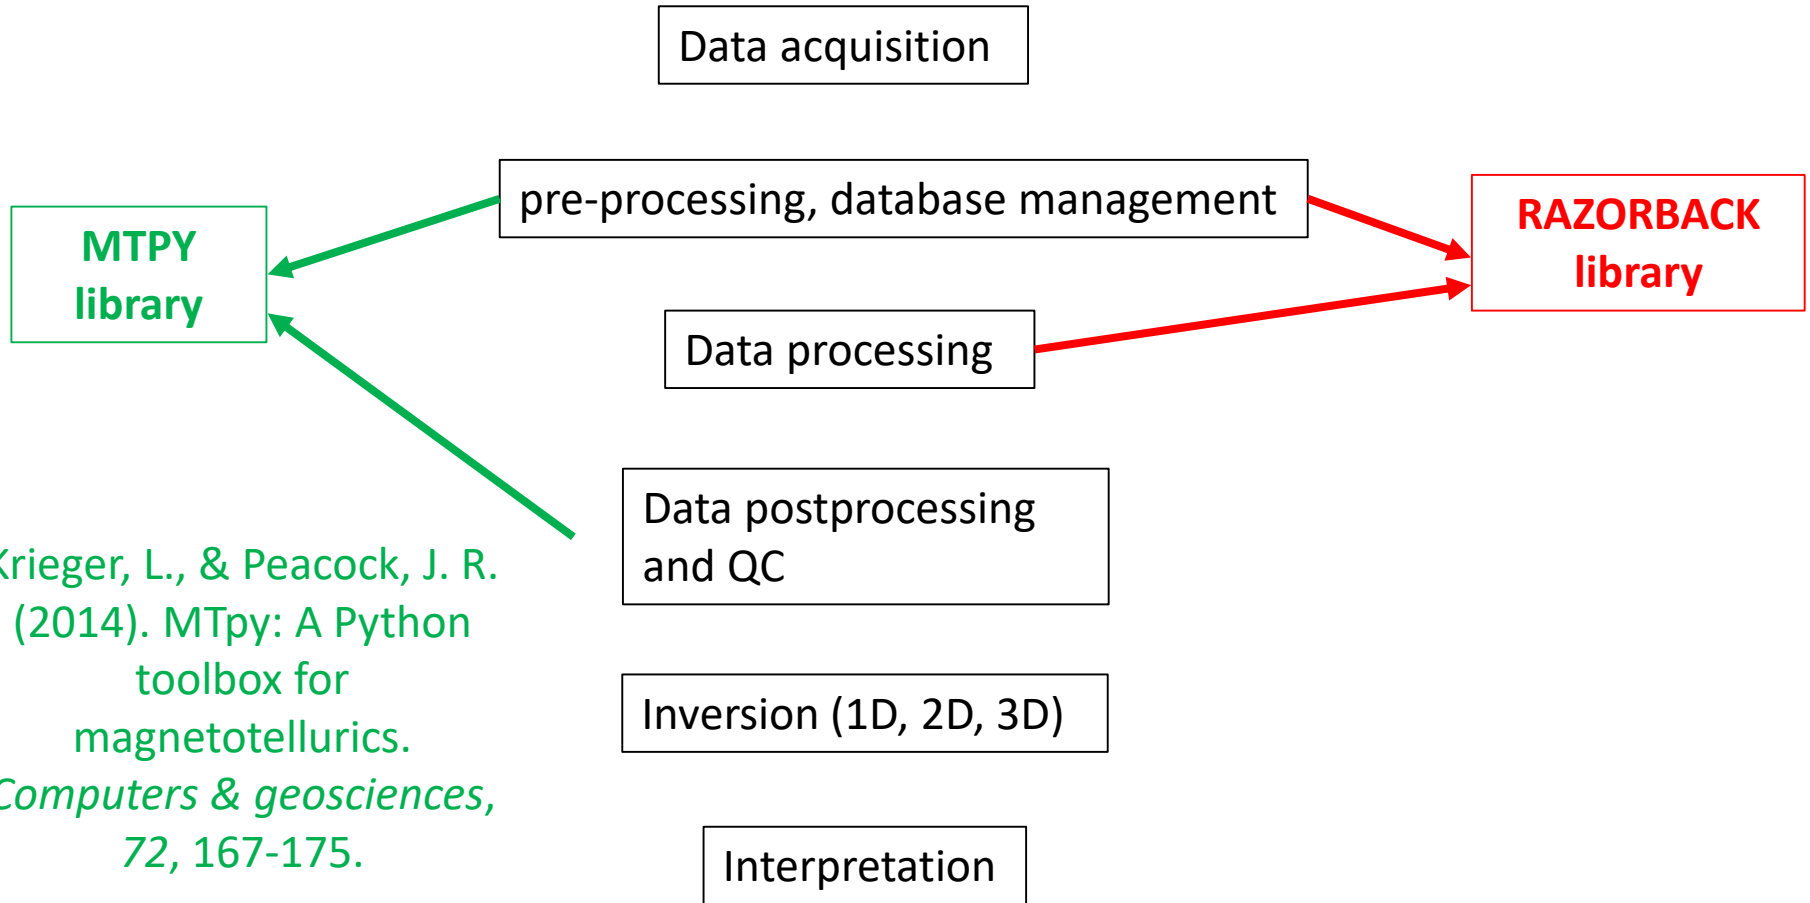 Data acquisition
pre-processing, database management
MTPY
library
RAZORBACK
library
Data processing
Data postprocessing
and QC
Krieger, L., & Peacock, J. R.
(2014). MTpy: A Python
toolbox for
magnetotellurics.
Computers & geosciences,
72, 167-175.
Inversion (1D, 2D, 3D)
Interpretation